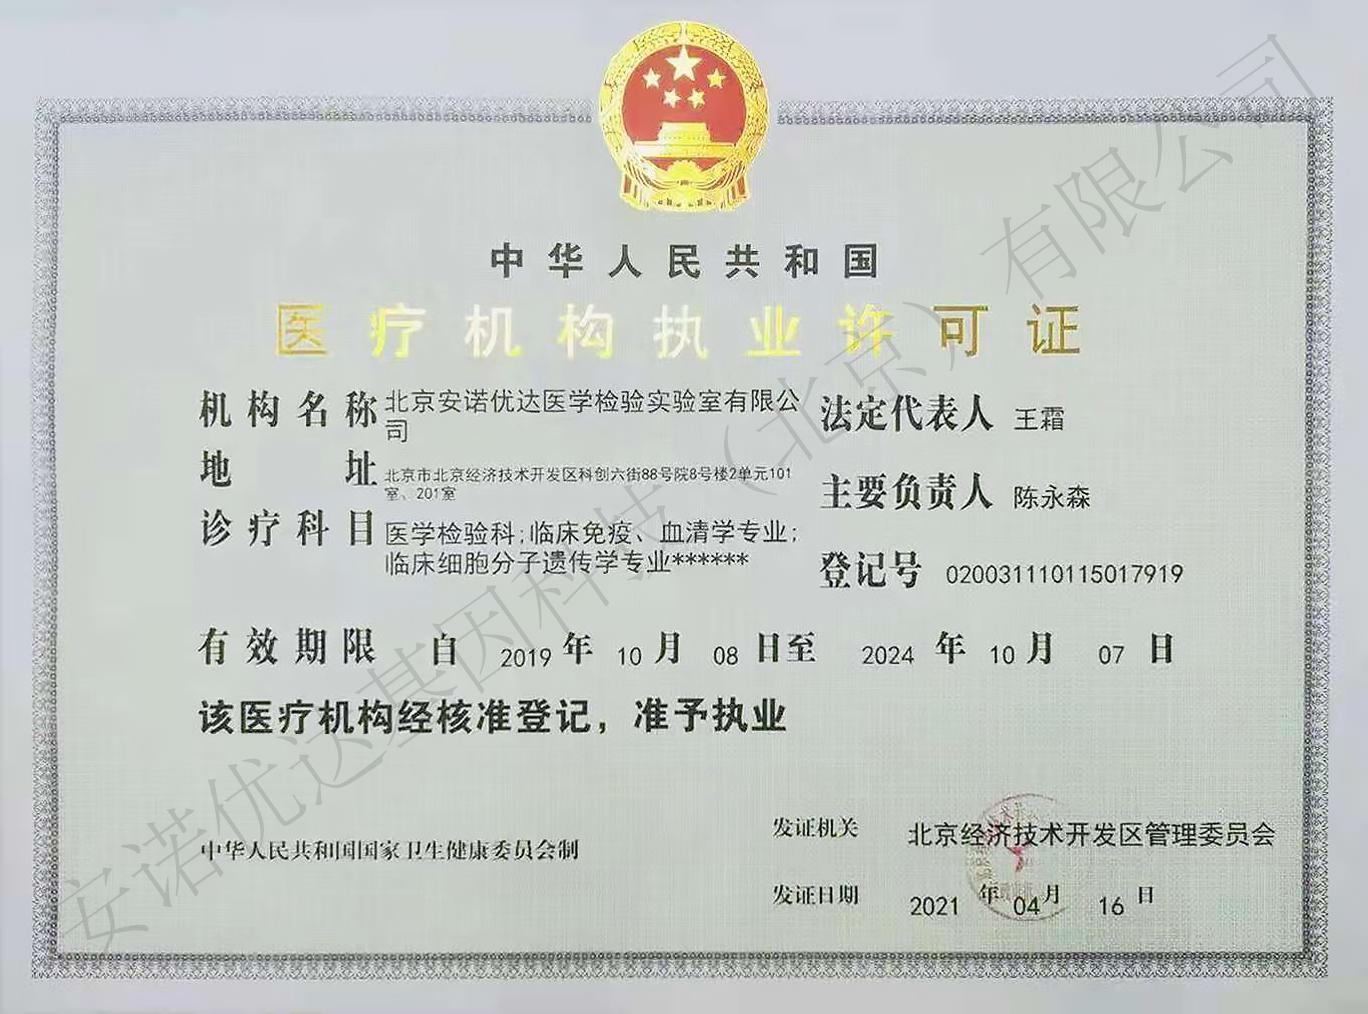 中华人民共和国
医疗机构执业许可证
机构名称 北京安诺优达医学检验实验室有限公
司
法定代表人 王霜
地 址 北京市北京经济技术开发区科创六街88号院8号楼2单元101
室、201室
主要负责人 陈永森
诊疗科目 医学检验科;临床免疫、血清学专业;
临床细胞分子遗传学专业******
登记号 020031110115017919
有效期限 自 2019 年 10 月 08 日至 2024 年 10 月 07 日
该医疗机构经核准登记，准予执业
发证机关 北京经济技术开发区管理委员会
中华人民共和国国家卫生健康委员会制
发证日期 2021 年 04 月 16 日
安诺优达基因科技（北京）有限公司